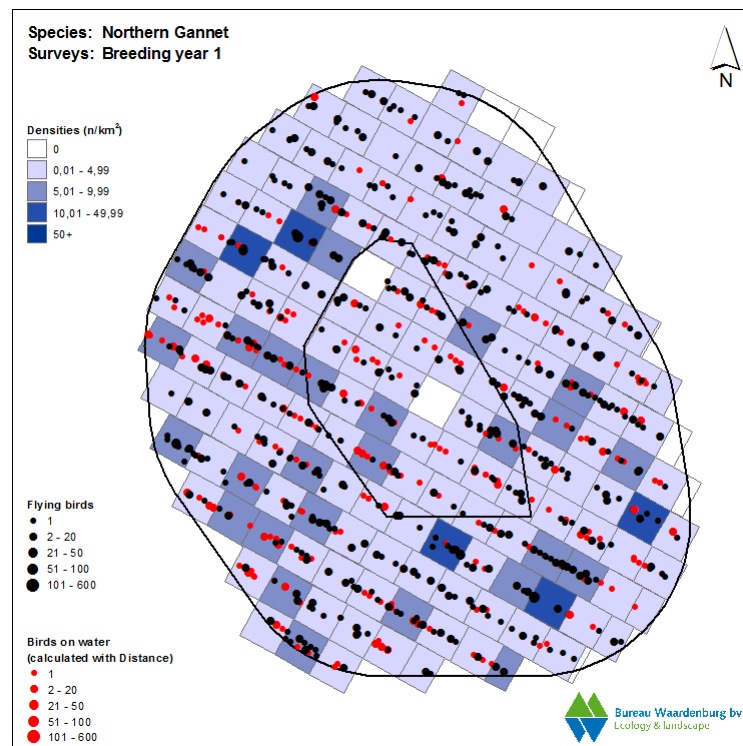 Species: Northern Gannet
Surveys: Breeding year 1
N
Densities (n/km²)
0
0,01 - 4,99
5,01 - 9,99
10,01 - 49,99
50+
Flying birds
1
2 - 20
21 - 50
51 - 100
101 - 600
Birds on water
(calculated with Distance)
1
2 - 20
21 - 50
51 - 100
101 - 600
Bureau Waardenburg bv
Ecology & landscape